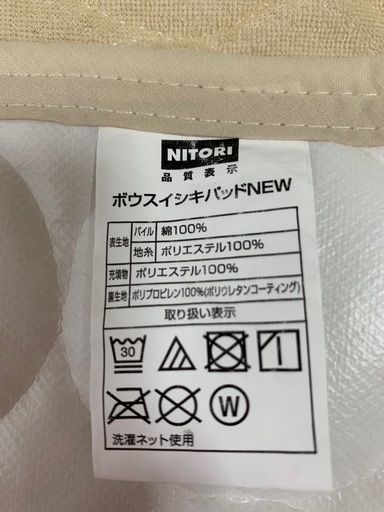 NITORI
品質表示
ボウスイシキパッドNEW
表生地 パイル 綿100%
地糸 ポリエステル100%
充填物 ポリエステル100%
裏生地 ポリプロピレン100%(ポリウレタンコーティング)
取り扱い表示
30
W
洗濯ネット使用